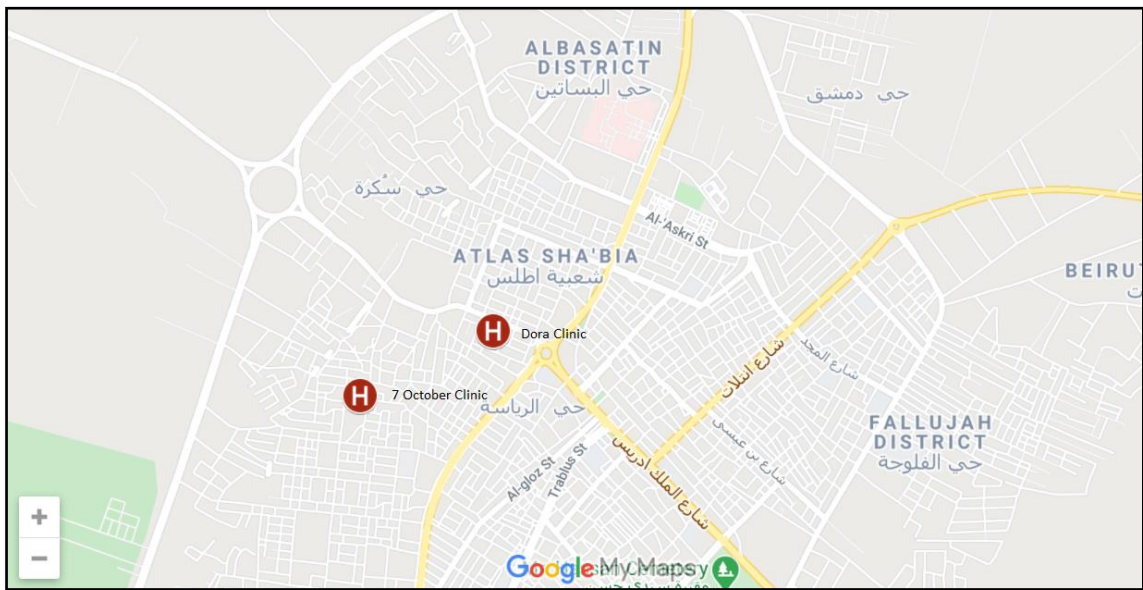 ALBASATIN
DISTRICT
حي البساتين
حي دمشق
حي سكرة
Al-'Askri St
ATLAS SHA'BIA
شعبية اطلس
BEIRUT
ت
H
Dora Clinic
شارع المجد
شارع الثلاث
H
7 October Clinic
حي الرياسة
FALLUJAH
DISTRICT
حي الفلوجة
شارع بن عيسى
شارع الملك ادريس
Al-gloz St
Trablus St
+
−
Google My Maps